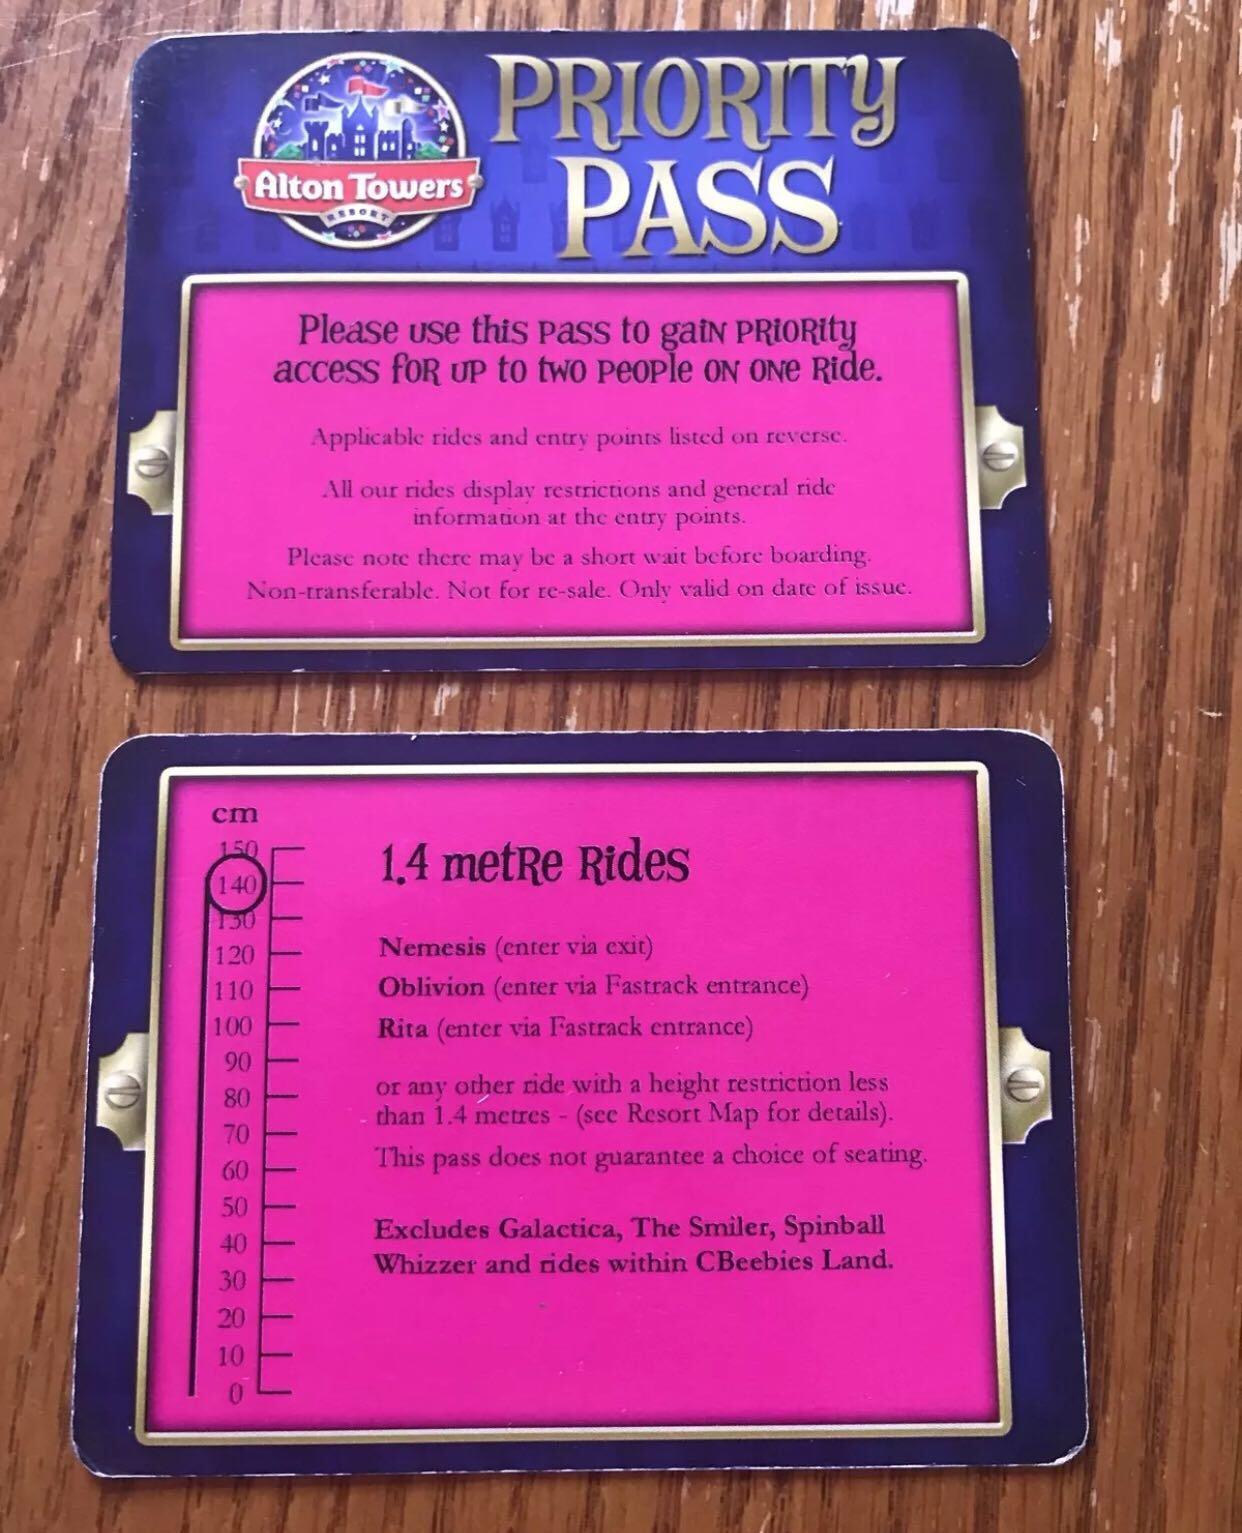 Alton Towers
RESORT
PRIORITY
PASS
Please use this pass to gain priority
access for up to two people on one ride.
Applicable rides and entry points listed on reverse.
All our rides display restrictions and general ride
information at the entry points.
Please note there may be a short wait before boarding.
Non-transferable. Not for re-sale. Only valid on date of issue.
cm
150
140
130
120
110
100
90
80
70
60
50
40
30
20
10
0
1.4 metre rides
Nemesis (enter via exit)
Oblivion (enter via Fastrack entrance)
Rita (enter via Fastrack entrance)
or any other ride with a height restriction less
than 1.4 metres - (see Resort Map for details).
This pass does not guarantee a choice of seating.
Excludes Galactica, The Smiler, Spinball
Whizzer and rides within CBeebies Land.